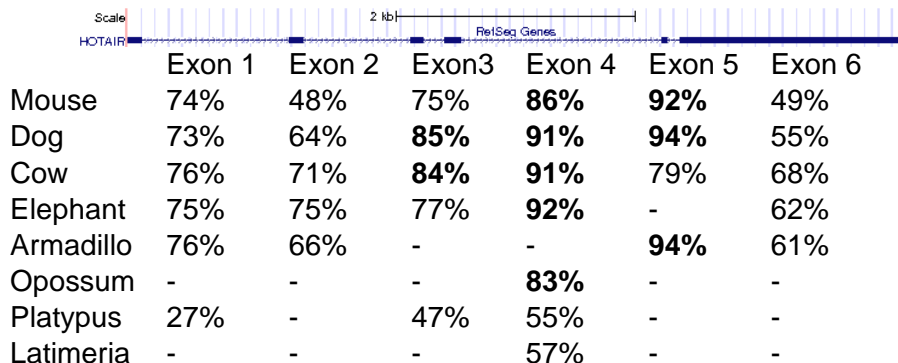 Scale
2 kb
RefSeq Genes
HOTAIR
Exon 1 Exon 2 Exon3 Exon 4 Exon 5 Exon 6
Mouse 74% 48% 75% 86% 92% 49%
Dog 73% 64% 85% 91% 94% 55%
Cow 76% 71% 84% 91% 79% 68%
Elephant 75% 75% 77% 92% - 62%
Armadillo 76% 66% - - 94% 61%
Opossum - - - 83% - -
Platypus 27% - 47% 55% - -
Latimeria - - - 57% - -